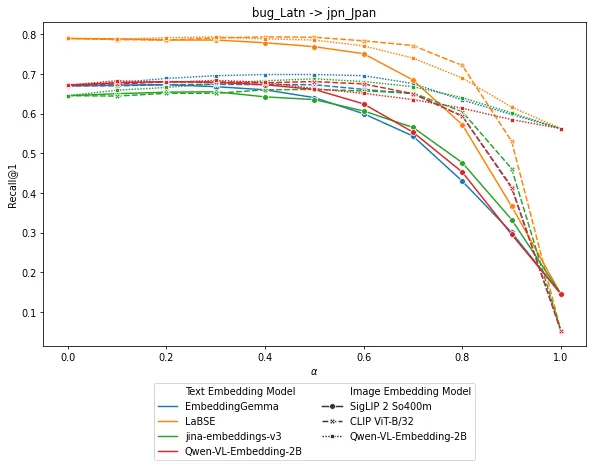 bug_Latn -> jpn_Jpan
Recall@1
0.8
0.7
0.6
0.5
0.4
0.3
0.2
0.1
0.0 0.2 0.4 0.6 0.8 1.0
α
Text Embedding Model
EmbeddingGemma
LaBSE
jina-embeddings-v3
Qwen-VL-Embedding-2B
Image Embedding Model
SigLIP 2 So400m
CLIP ViT-B/32
Qwen-VL-Embedding-2B